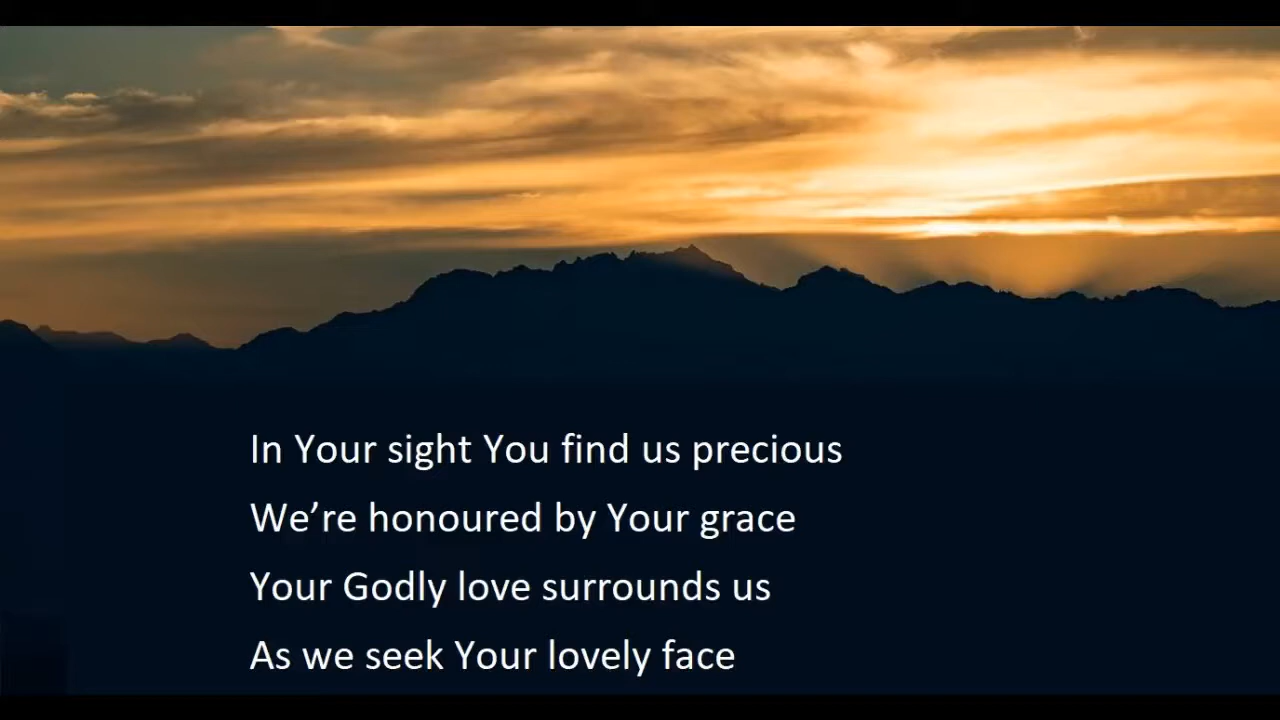 In Your sight You find us precious
We’re honoured by Your grace
Your Godly love surrounds us
As we seek Your lovely face